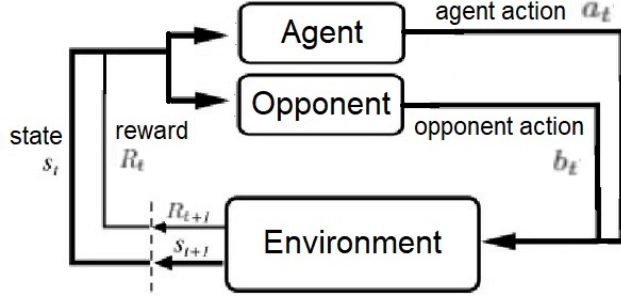 agent action a_t
Agent
Opponent
opponent action
b_t
state
s_t
reward
R_t
R_{t+1}
s_{t+1}
Environment